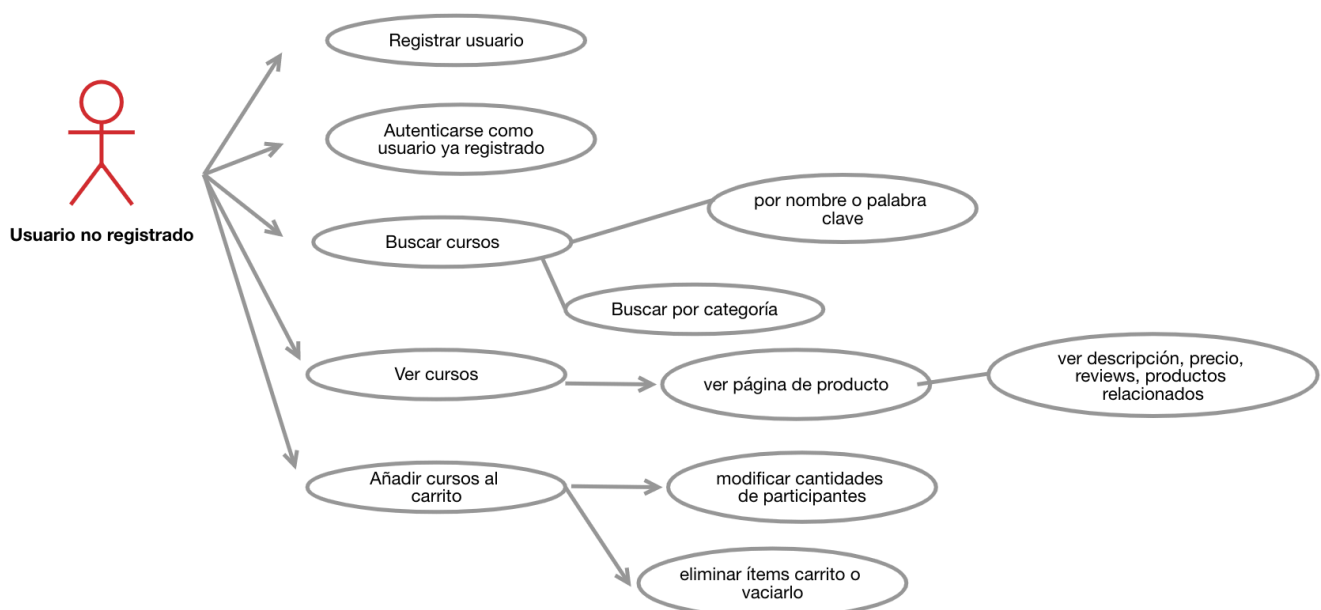 Registrar usuario
Autenticarse como
usuario ya registrado
Usuario no registrado
Buscar cursos
por nombre o palabra
clave
Buscar por categoría
Ver cursos
ver página de producto
ver descripción, precio,
reviews, productos
relacionados
Añadir cursos al
carrito
modificar cantidades
de participantes
eliminar ítems carrito o
vaciarlo